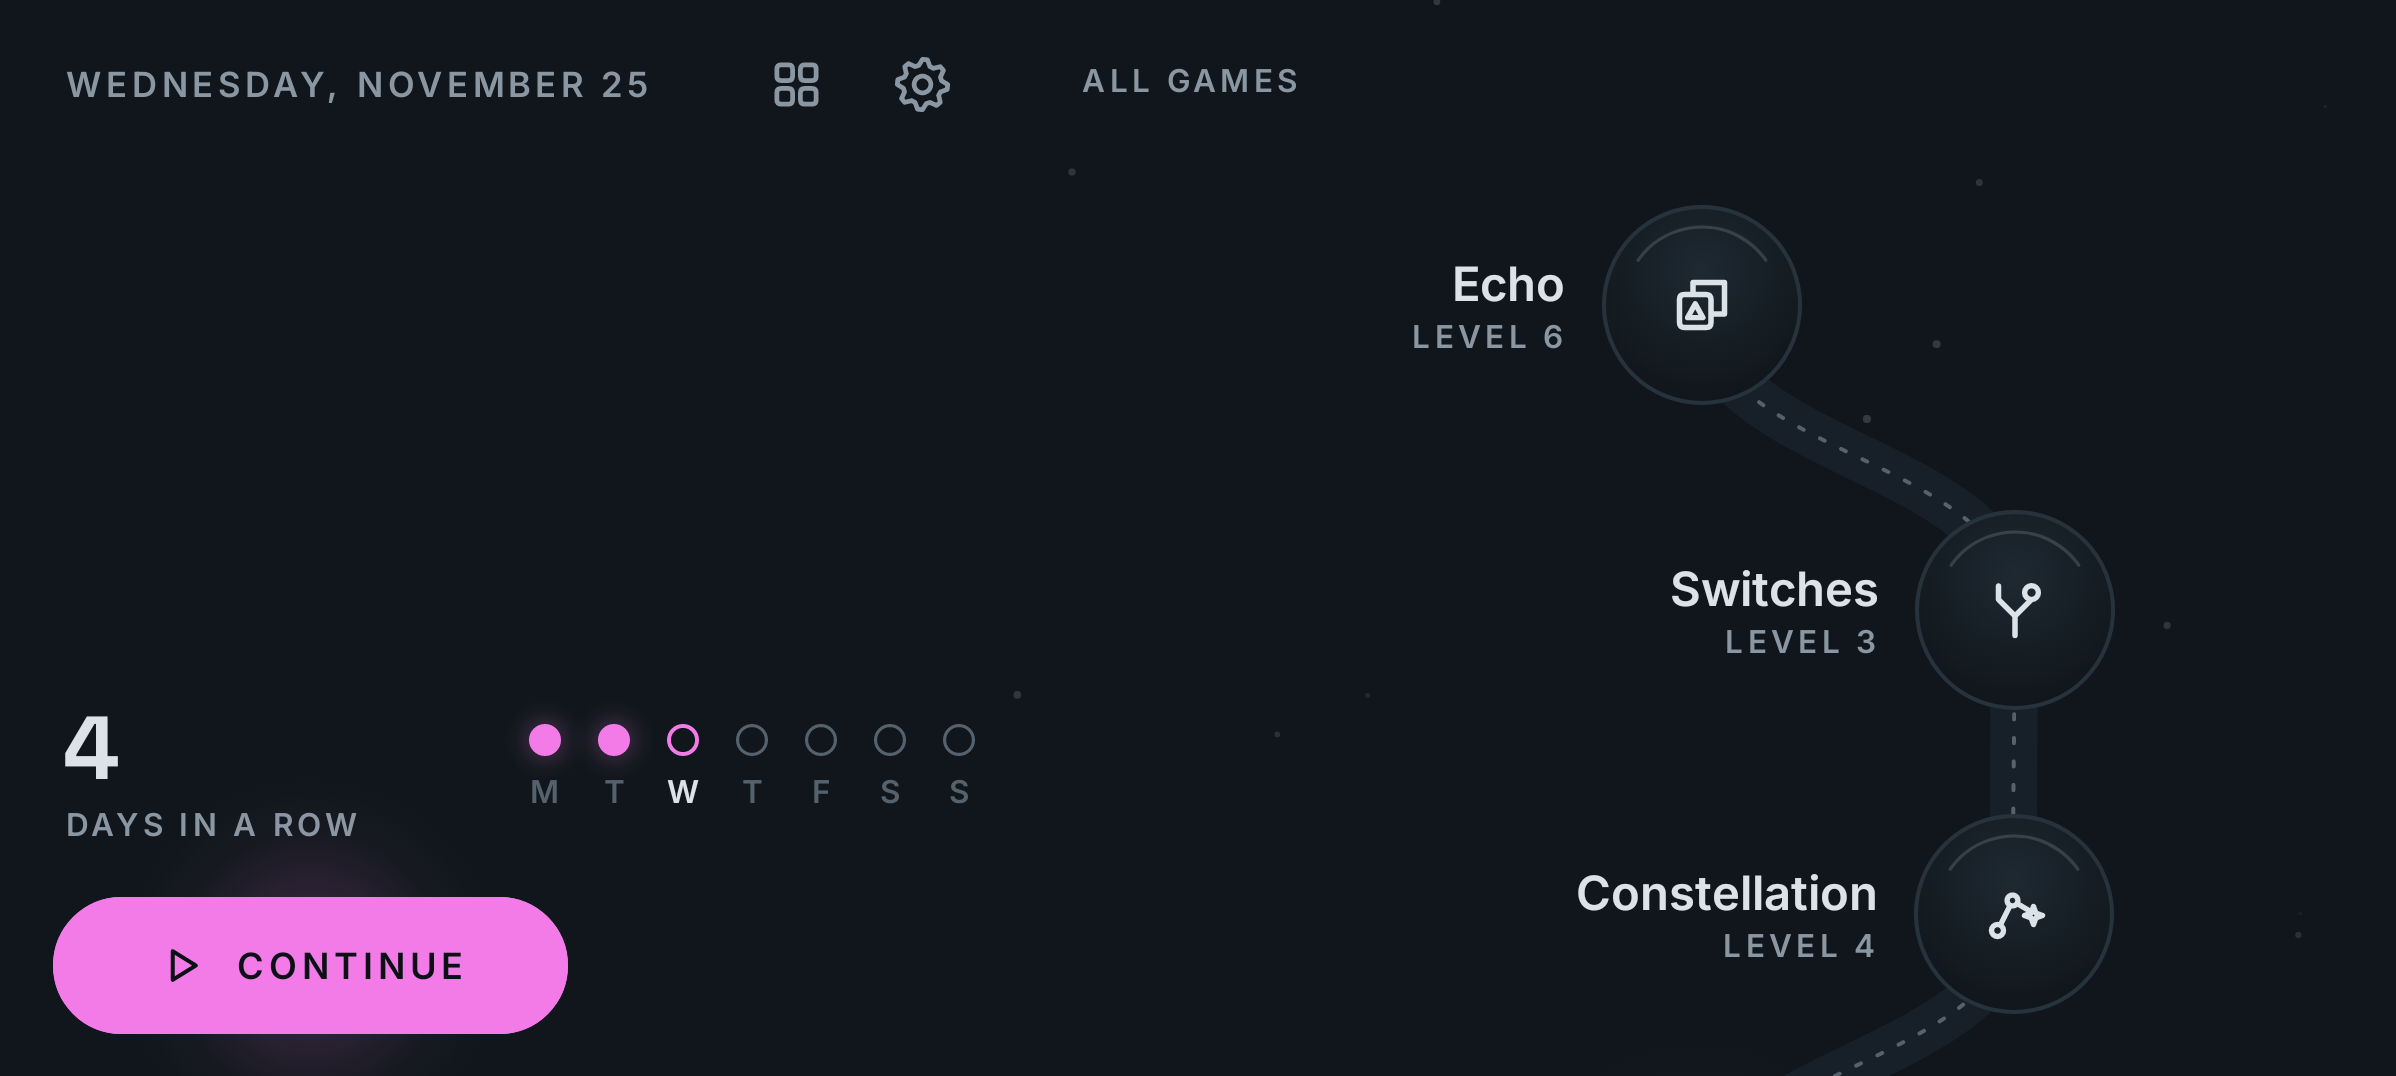 WEDNESDAY, NOVEMBER 25
ALL GAMES
Echo
LEVEL 6
Switches
LEVEL 3
4
DAYS IN A ROW
M T W T F S S
Constellation
LEVEL 4
CONTINUE